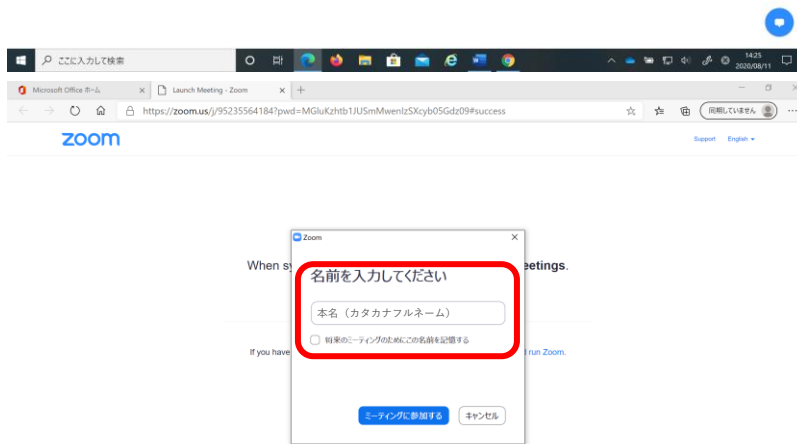 ここに入力して検索
14:25
2020/08/11
Microsoft Office ホーム
Launch Meeting - Zoom
https://zoom.us/j/95235564184?pwd=MGluKzhtb1JUSmMwenIzSXcyb05Gdz09#success
同期していません
zoom
Support English
Zoom
When sy
eetings.
名前を入力してください
本名（カタカナフルネーム）
将来のミーティングのためにこの名前を記憶する
If you have
run Zoom.
ミーティングに参加する キャンセル